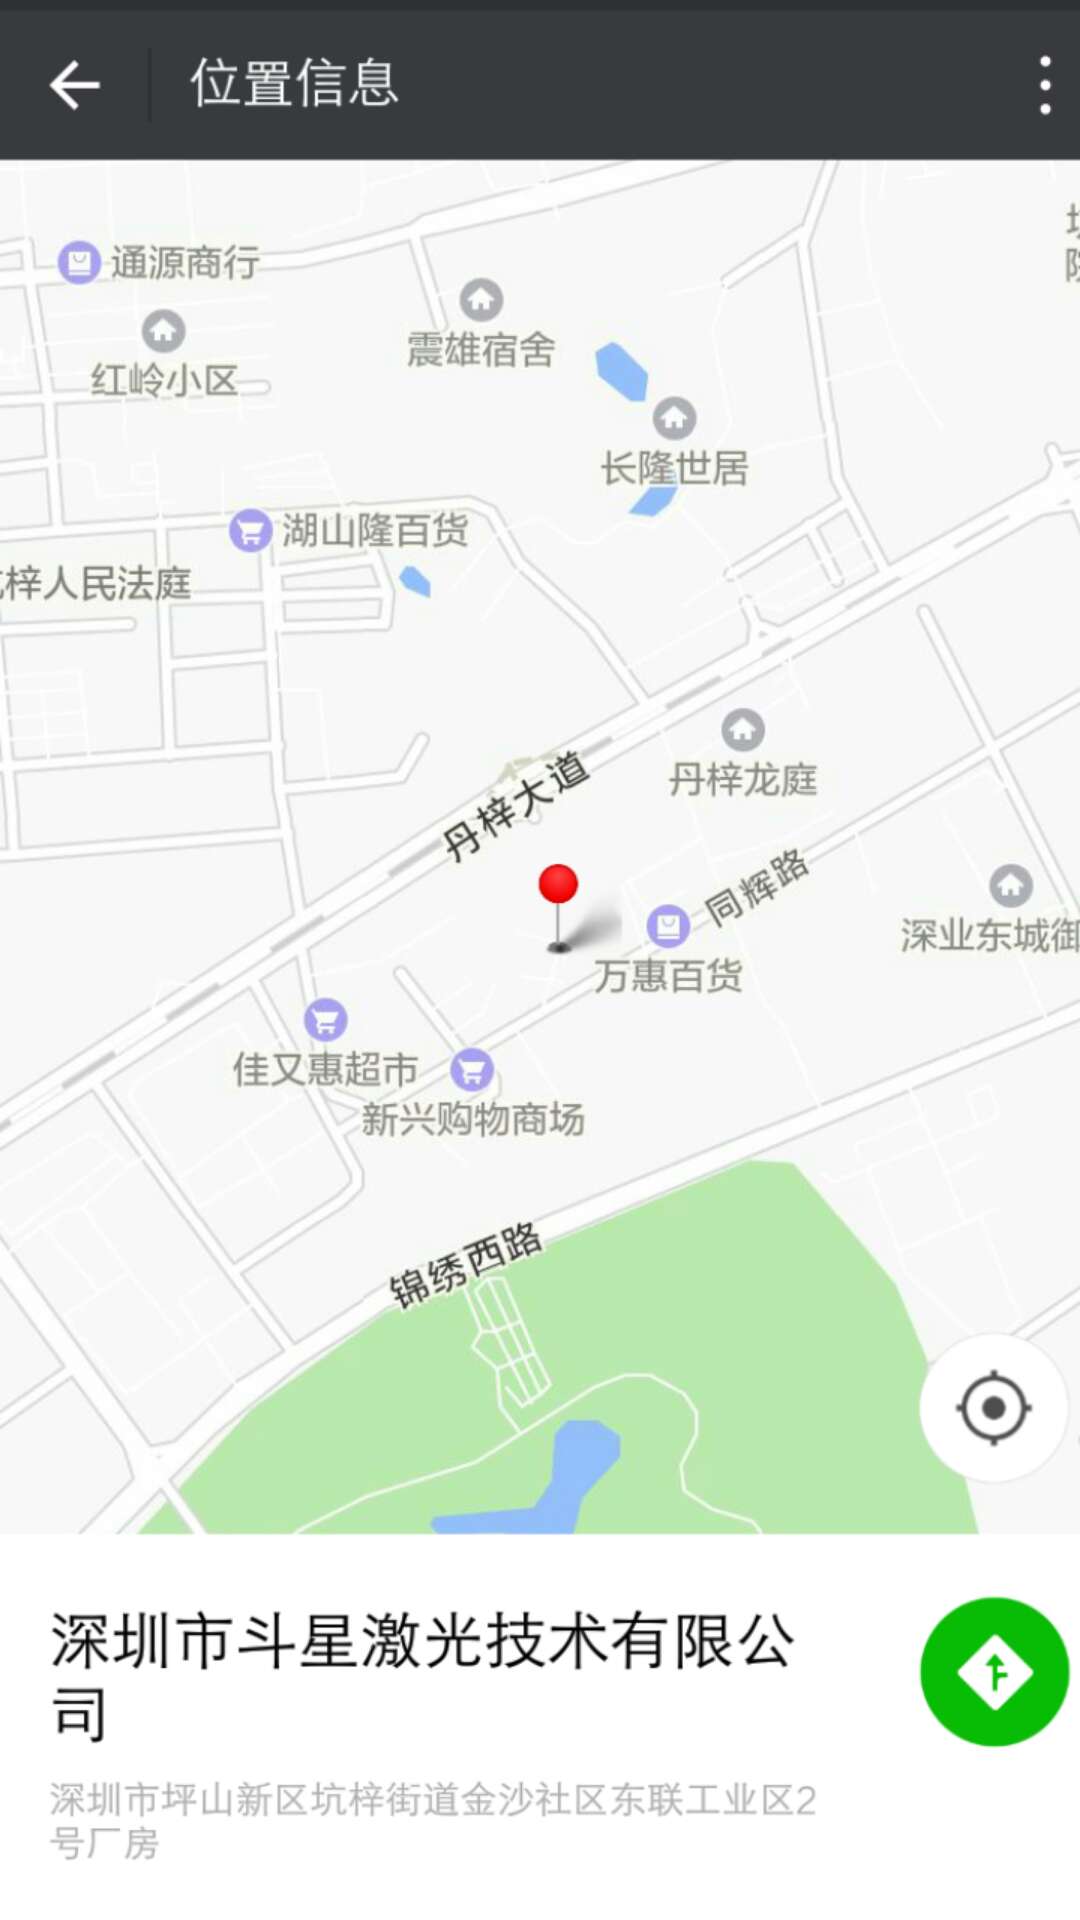 位置信息
通源商行
红岭小区
震雄宿舍
长隆世居
湖山隆百货
梓人民法庭
丹梓大道
丹梓龙庭
同辉路
万惠百货
深业东城御
佳又惠超市
新兴购物商场
锦绣西路
深圳市斗星激光技术有限公
司
深圳市坪山新区坑梓街道金沙社区东联工业区2
号厂房